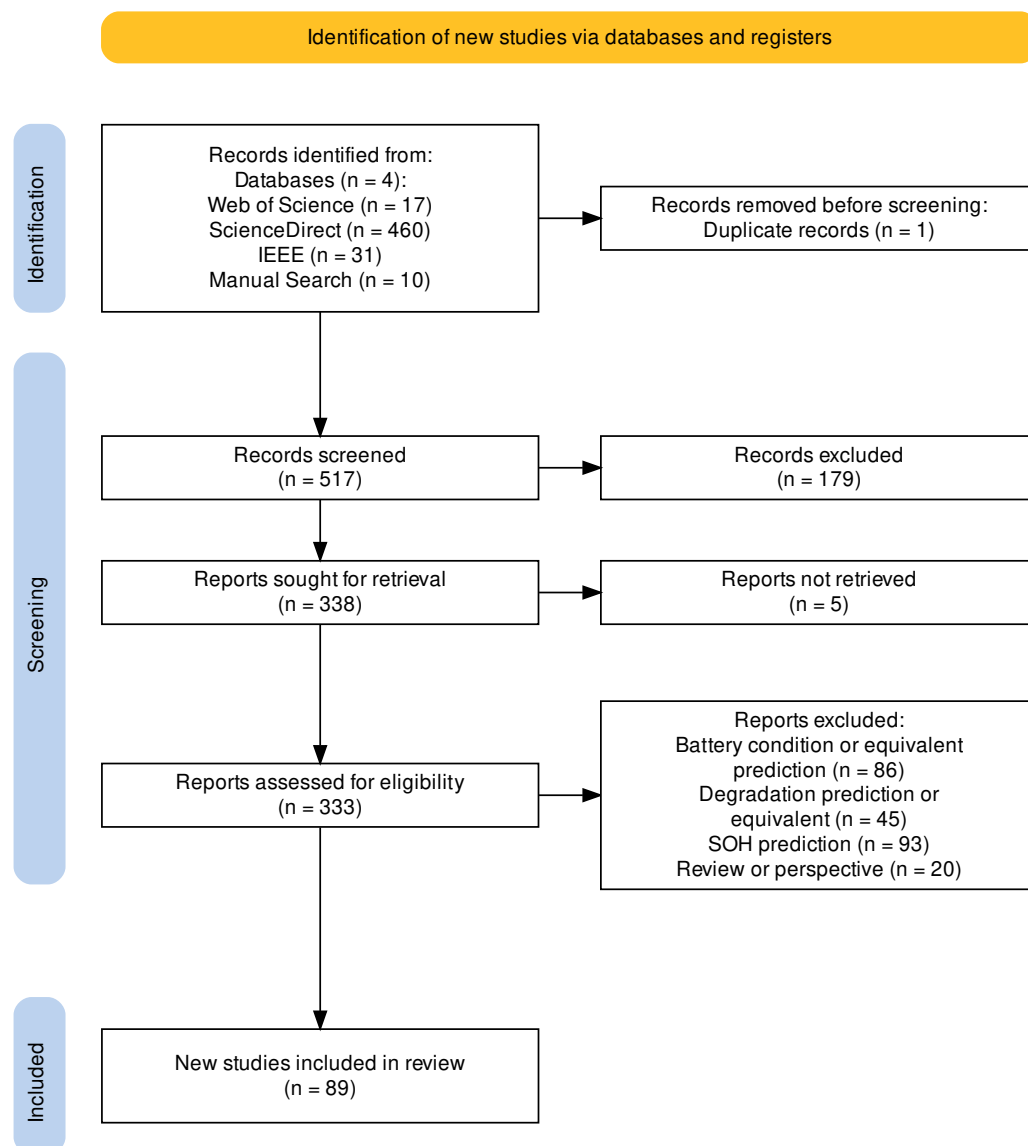 Identification of new studies via databases and registers
Identification
Records identified from:
Databases (n = 4):
Web of Science (n = 17)
ScienceDirect (n = 460)
IEEE (n = 31)
Manual Search (n = 10)
Records removed before screening:
Duplicate records (n = 1)
Screening
Records screened
(n = 517)
Records excluded
(n = 179)
Reports sought for retrieval
(n = 338)
Reports not retrieved
(n = 5)
Reports assessed for eligibility
(n = 333)
Reports excluded:
Battery condition or equivalent
prediction (n = 86)
Degradation prediction or
equivalent (n = 45)
SOH prediction (n = 93)
Review or perspective (n = 20)
Included
New studies included in review
(n = 89)